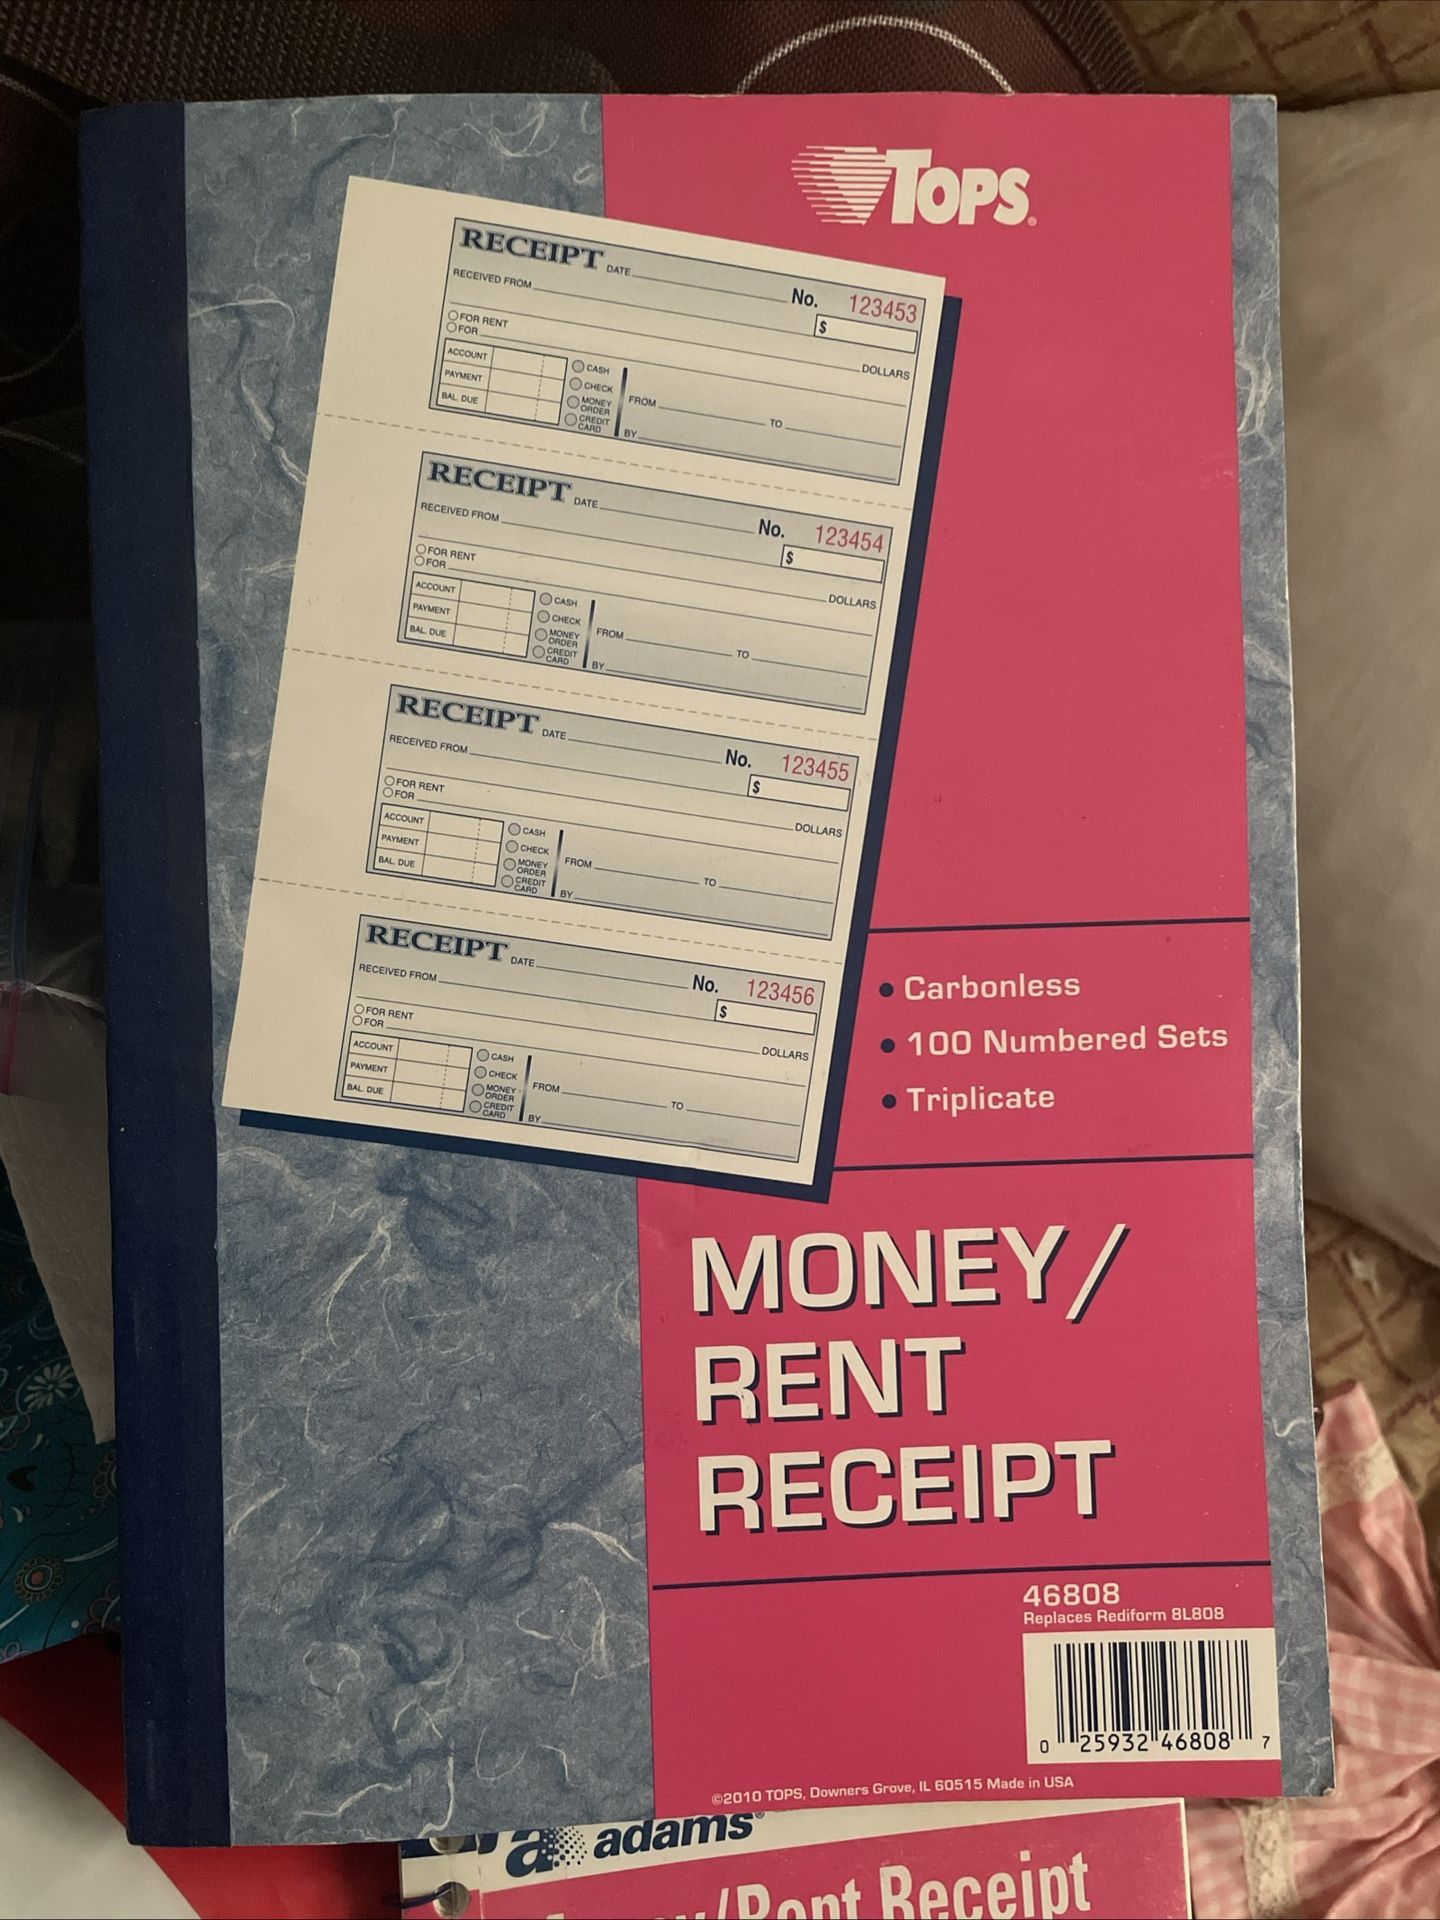 TOPS®
RECEIPT DATE
No. 123453
RECEIVED FROM
$
FOR RENT
FOR
DOLLARS
ACCOUNT
PAYMENT
BAL. DUE
CASH
CHECK
MONEY ORDER
CREDIT CARD
FROM TO
BY
RECEIPT DATE
No. 123454
RECEIVED FROM
$
FOR RENT
FOR
DOLLARS
ACCOUNT
PAYMENT
BAL. DUE
CASH
CHECK
MONEY ORDER
CREDIT CARD
FROM TO
BY
RECEIPT DATE
No. 123455
RECEIVED FROM
$
FOR RENT
FOR
DOLLARS
ACCOUNT
PAYMENT
BAL. DUE
CASH
CHECK
MONEY ORDER
CREDIT CARD
FROM TO
BY
RECEIPT DATE
No. 123456
RECEIVED FROM
$
FOR RENT
FOR
DOLLARS
ACCOUNT
PAYMENT
BAL. DUE
CASH
CHECK
MONEY ORDER
CREDIT CARD
FROM TO
BY
• Carbonless
• 100 Numbered Sets
• Triplicate
MONEY/
RENT
RECEIPT
46808
Replaces Rediform 8L808
0 25932 46808 7
©2010 TOPS, Downers Grove, IL 60515 Made in USA
a adams®
/Rent Receipt